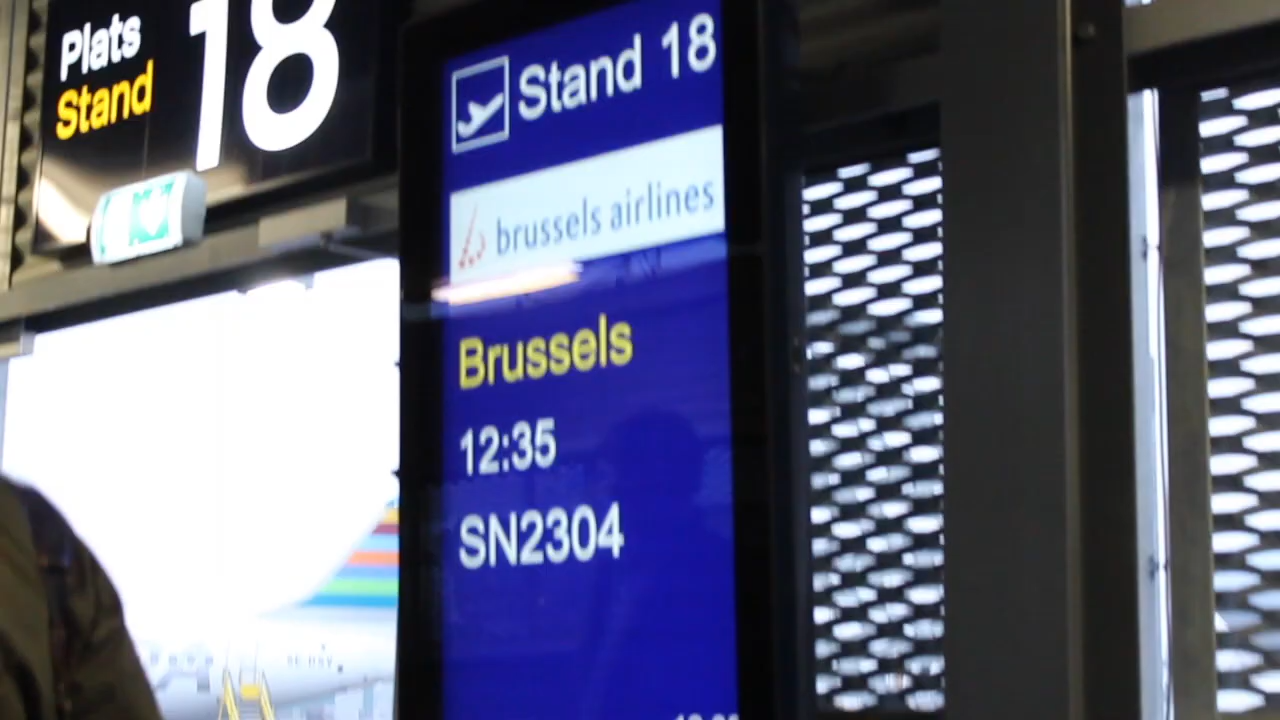 Plats
Stand
18
Stand 18
brussels airlines
Brussels
12:35
SN2304